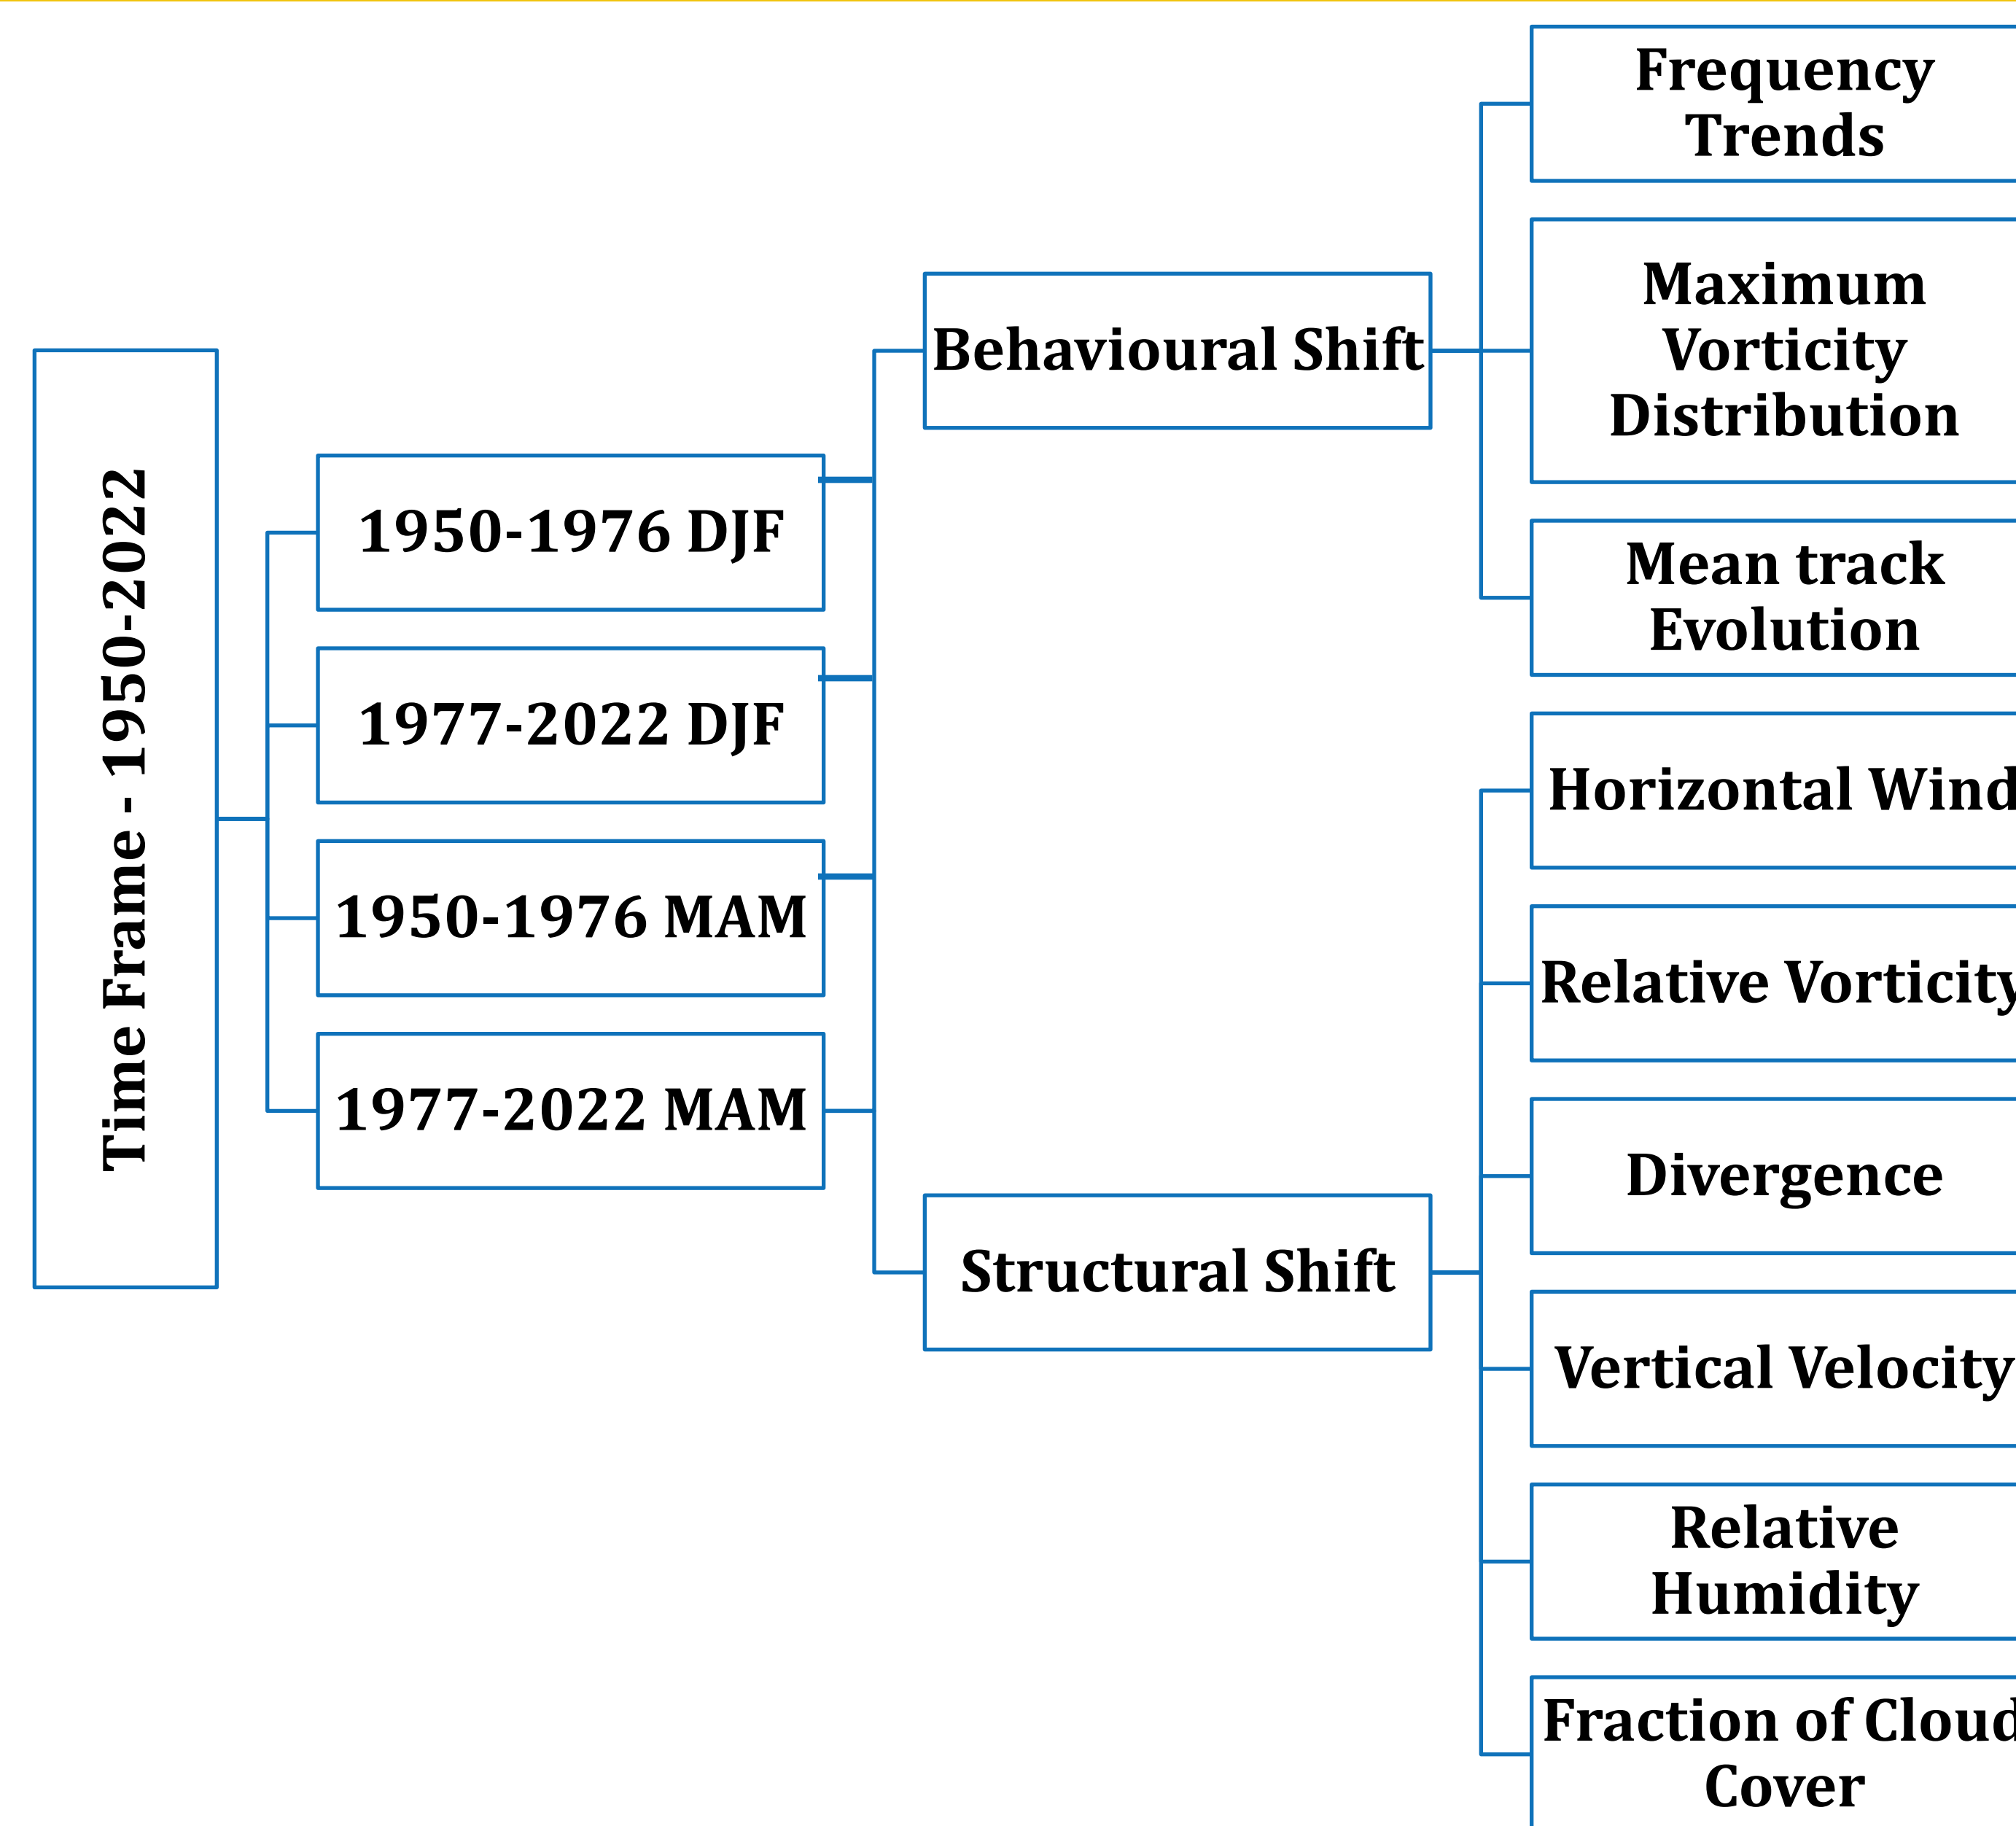 Time Frame - 1950-2022
1950-1976 DJF
1977-2022 DJF
1950-1976 MAM
1977-2022 MAM
Behavioural Shift
Structural Shift
Frequency
Trends
Maximum
Vorticity
Distribution
Mean track
Evolution
Horizontal Wind
Relative Vorticity
Divergence
Vertical Velocity
Relative
Humidity
Fraction of Cloud
Cover